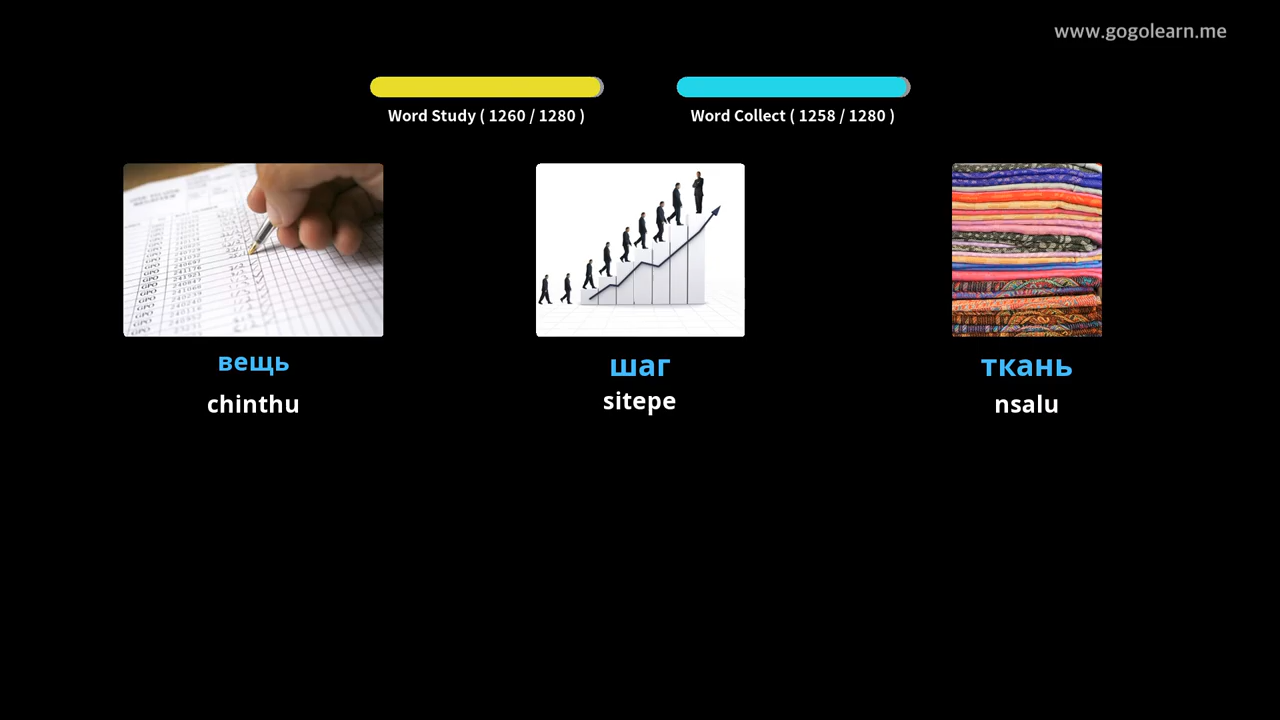 www.gogolearn.me
Word Study ( 1260 / 1280 )
Word Collect ( 1258 / 1280 )
вещь
шаг
ткань
chinthu
sitepe
nsalu